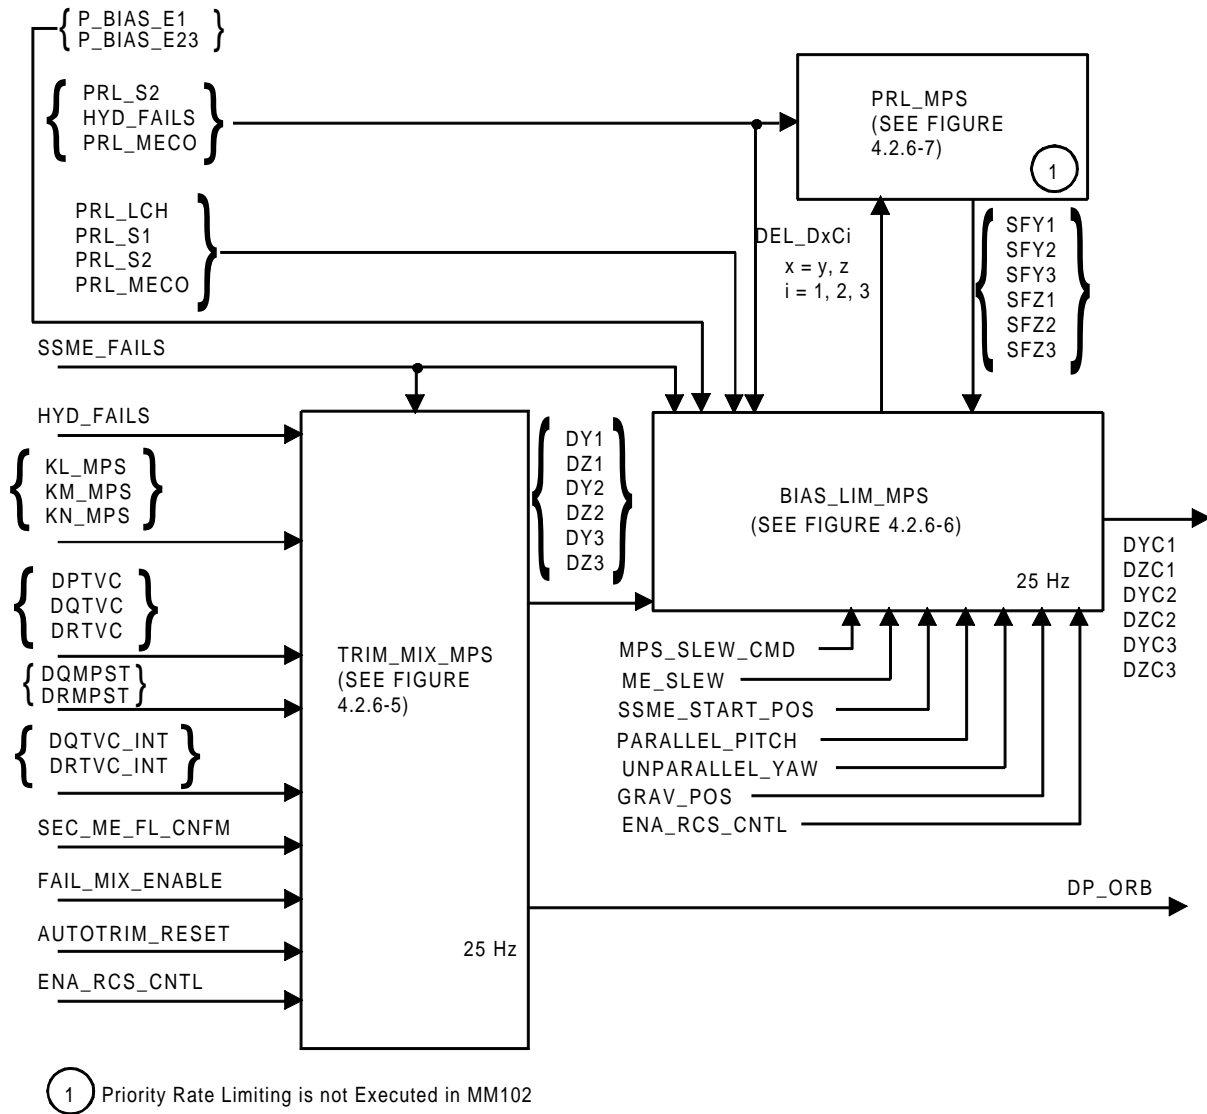 P_BIAS_E1
P_BIAS_E23
PRL_S2
HYD_FAILS
PRL_MECO
PRL_MPS
(SEE FIGURE
4.2.6-7)
1
PRL_LCH
PRL_S1
PRL_S2
PRL_MECO
DEL_DxCi
x = y, z
i = 1, 2, 3
SFY1
SFY2
SFY3
SFZ1
SFZ2
SFZ3
SSME_FAILS
HYD_FAILS
KL_MPS
KM_MPS
KN_MPS
DPTVC
DQTVC
DRTVC
DQMPST
DRMPST
DQTVC_INT
DRTVC_INT
SEC_ME_FL_CNFM
FAIL_MIX_ENABLE
AUTOTRIM_RESET
ENA_RCS_CNTL
TRIM_MIX_MPS
(SEE FIGURE
4.2.6-5)
25 Hz
DY1
DZ1
DY2
DZ2
DY3
DZ3
BIAS_LIM_MPS
(SEE FIGURE 4.2.6-6)
25 Hz
DYC1
DZC1
DYC2
DZC2
DYC3
DZC3
MPS_SLEW_CMD
ME_SLEW
SSME_START_POS
PARALLEL_PITCH
UNPARALLEL_YAW
GRAV_POS
ENA_RCS_CNTL
DP_ORB
1 Priority Rate Limiting is not Executed in MM102